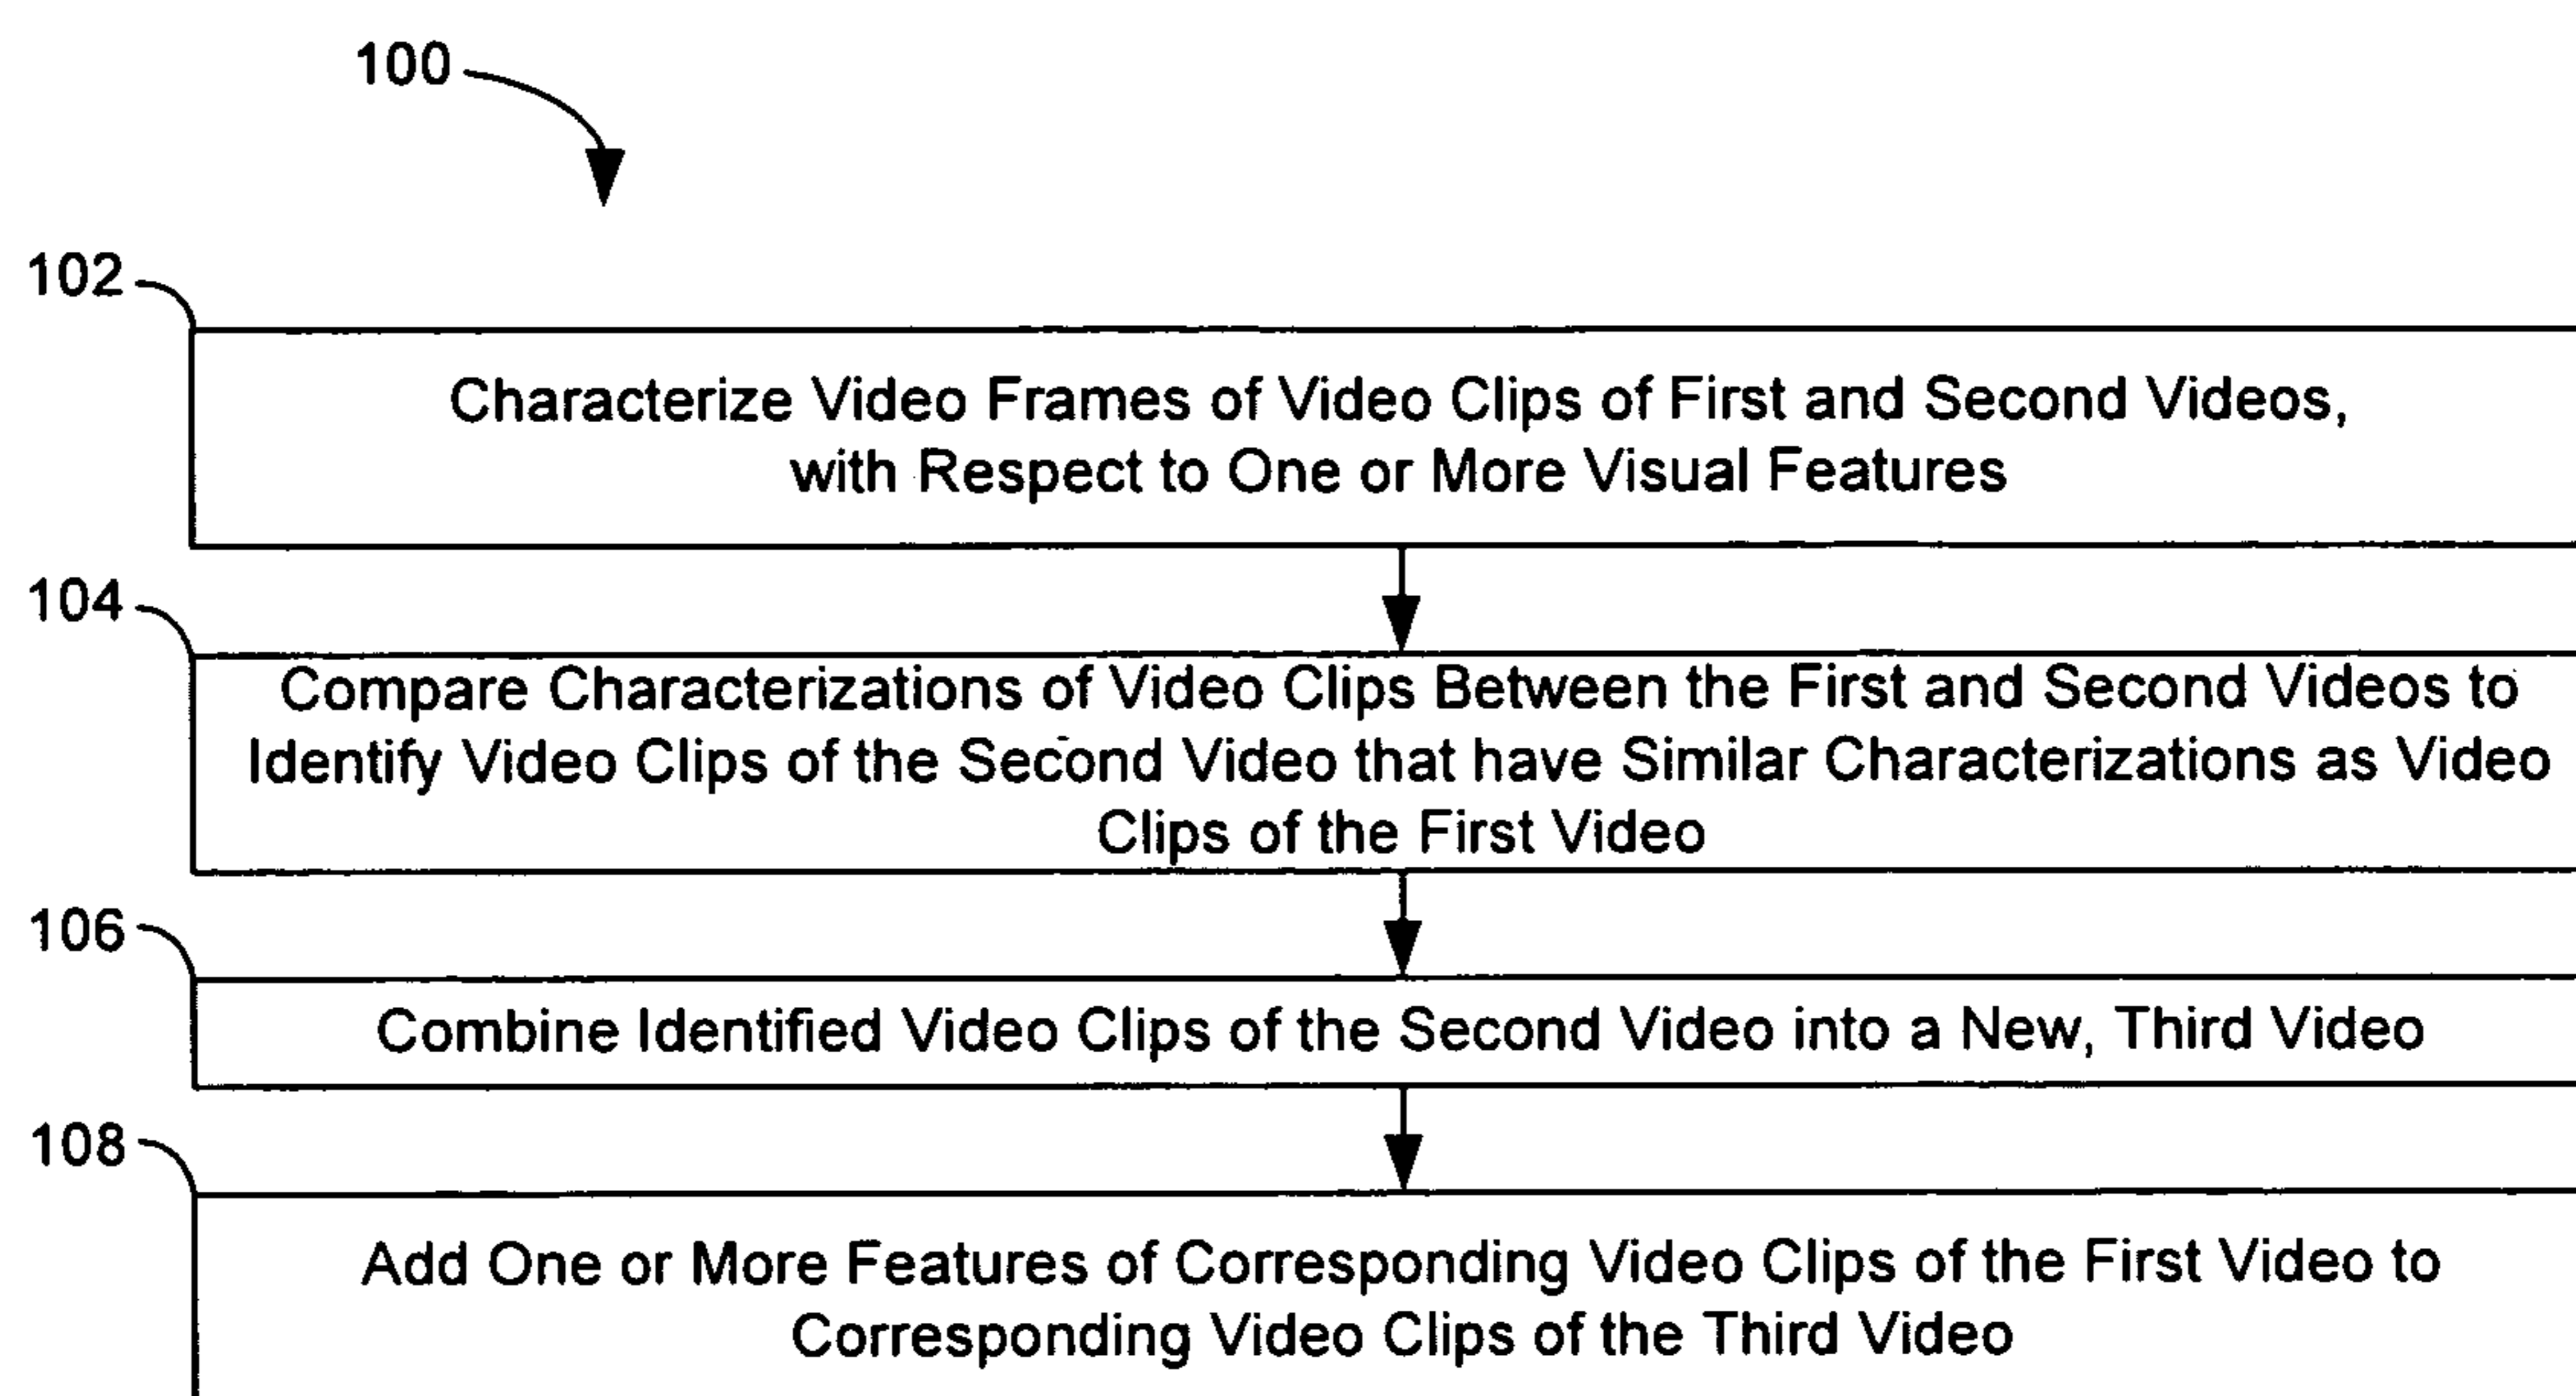 100
102
Characterize Video Frames of Video Clips of First and Second Videos,
with Respect to One or More Visual Features
104
Compare Characterizations of Video Clips Between the First and Second Videos to
Identify Video Clips of the Second Video that have Similar Characterizations as Video
Clips of the First Video
106
Combine Identified Video Clips of the Second Video into a New, Third Video
108
Add One or More Features of Corresponding Video Clips of the First Video to
Corresponding Video Clips of the Third Video